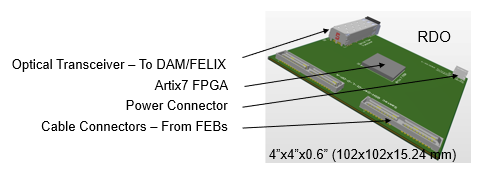 RDO
Optical Transceiver – To DAM/FELIX
Artix7 FPGA
Power Connector
Cable Connectors – From FEBs
4”x4”x0.6” (102x102x15.24 mm)